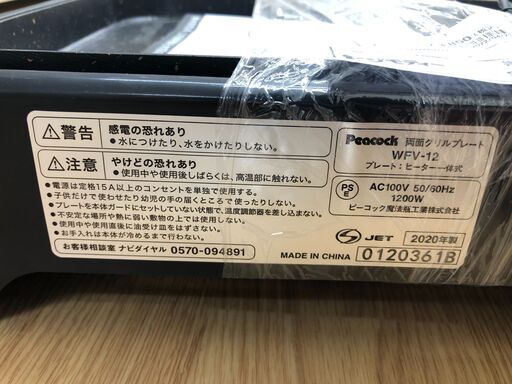 ⚠警告
感電の恐れあり
●水につけたり、水をかけたりしない。
⚠注意
やけどの恐れあり
●使用中や使用後しばらくは、高温部に触れない。
●電源は定格15A以上のコンセントを単独で使用する。
●子供だけで使わせたり幼児の手の届くところで使ったりしない。
●プレートを本体ガードにセットしていない状態で、温度調節器を差し込まない。
●不安定な場所や熱に弱い敷物の上では使用しない。
●使用中や使用後直後に油受け皿をはずさない。
●お手入れは本体が冷めるまで行わない。
お客様相談室 ナビダイヤル 0570-094891
Peacock 両面グリルプレート
WFV-12
プレート:ヒーター一体式
PS
E
AC100V 50/60Hz
1200W
ピーコック魔法瓶工業株式会社
JET
2020年製
MADE IN CHINA
0120361B